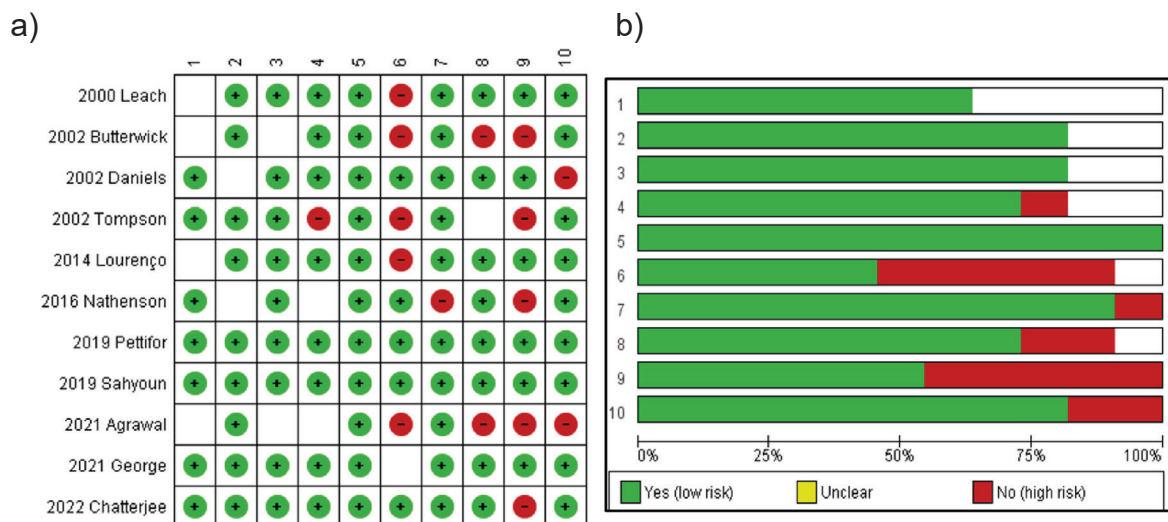 a)
1 2 3 4 5 6 7 8 9 10
2000 Leach + + + + - + + + +
2002 Butterwick + + + - + - - +
2002 Daniels + + + + + + + + -
2002 Tompson + + + - + - + - +
2014 Lourenço + + + + - + + + +
2016 Nathenson + + + + - + - +
2019 Pettifor + + + + + + + + + +
2019 Sahyoun + + + + + + + + + +
2021 Agrawal + + - + - - -
2021 George + + + + + + + + +
2022 Chatterjee + + + + + + + + - +
b)
1
2
3
4
5
6
7
8
9
10
0% 25% 50% 75% 100%
Yes (low risk) Unclear No (high risk)